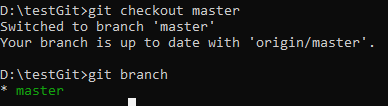 D:\testGit>git checkout master
Switched to branch 'master'
Your branch is up to date with 'origin/master'.
D:\testGit>git branch
* master